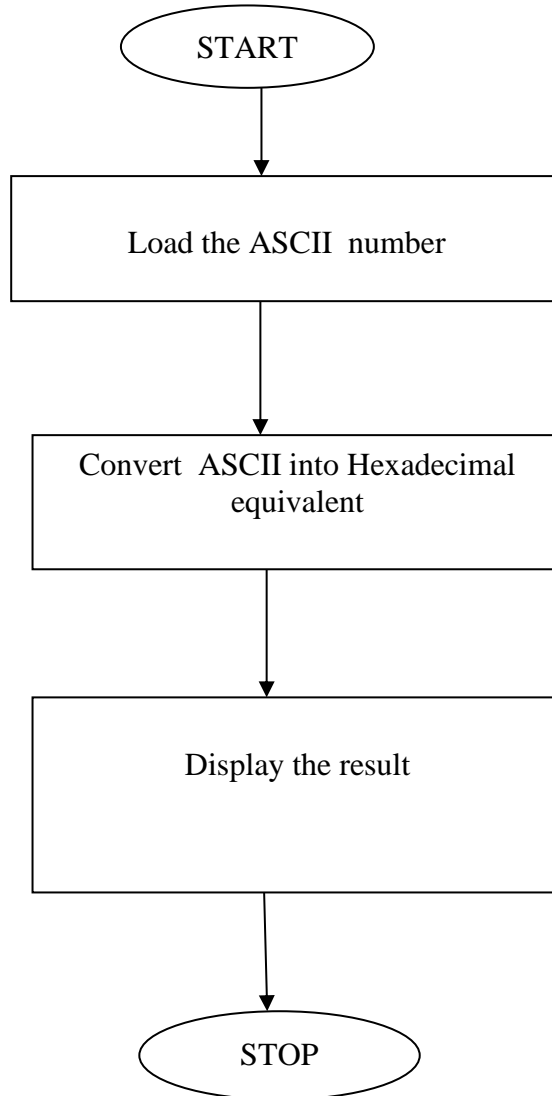 START
Load the ASCII  number
Convert  ASCII into Hexadecimal
equivalent
Display the result
STOP